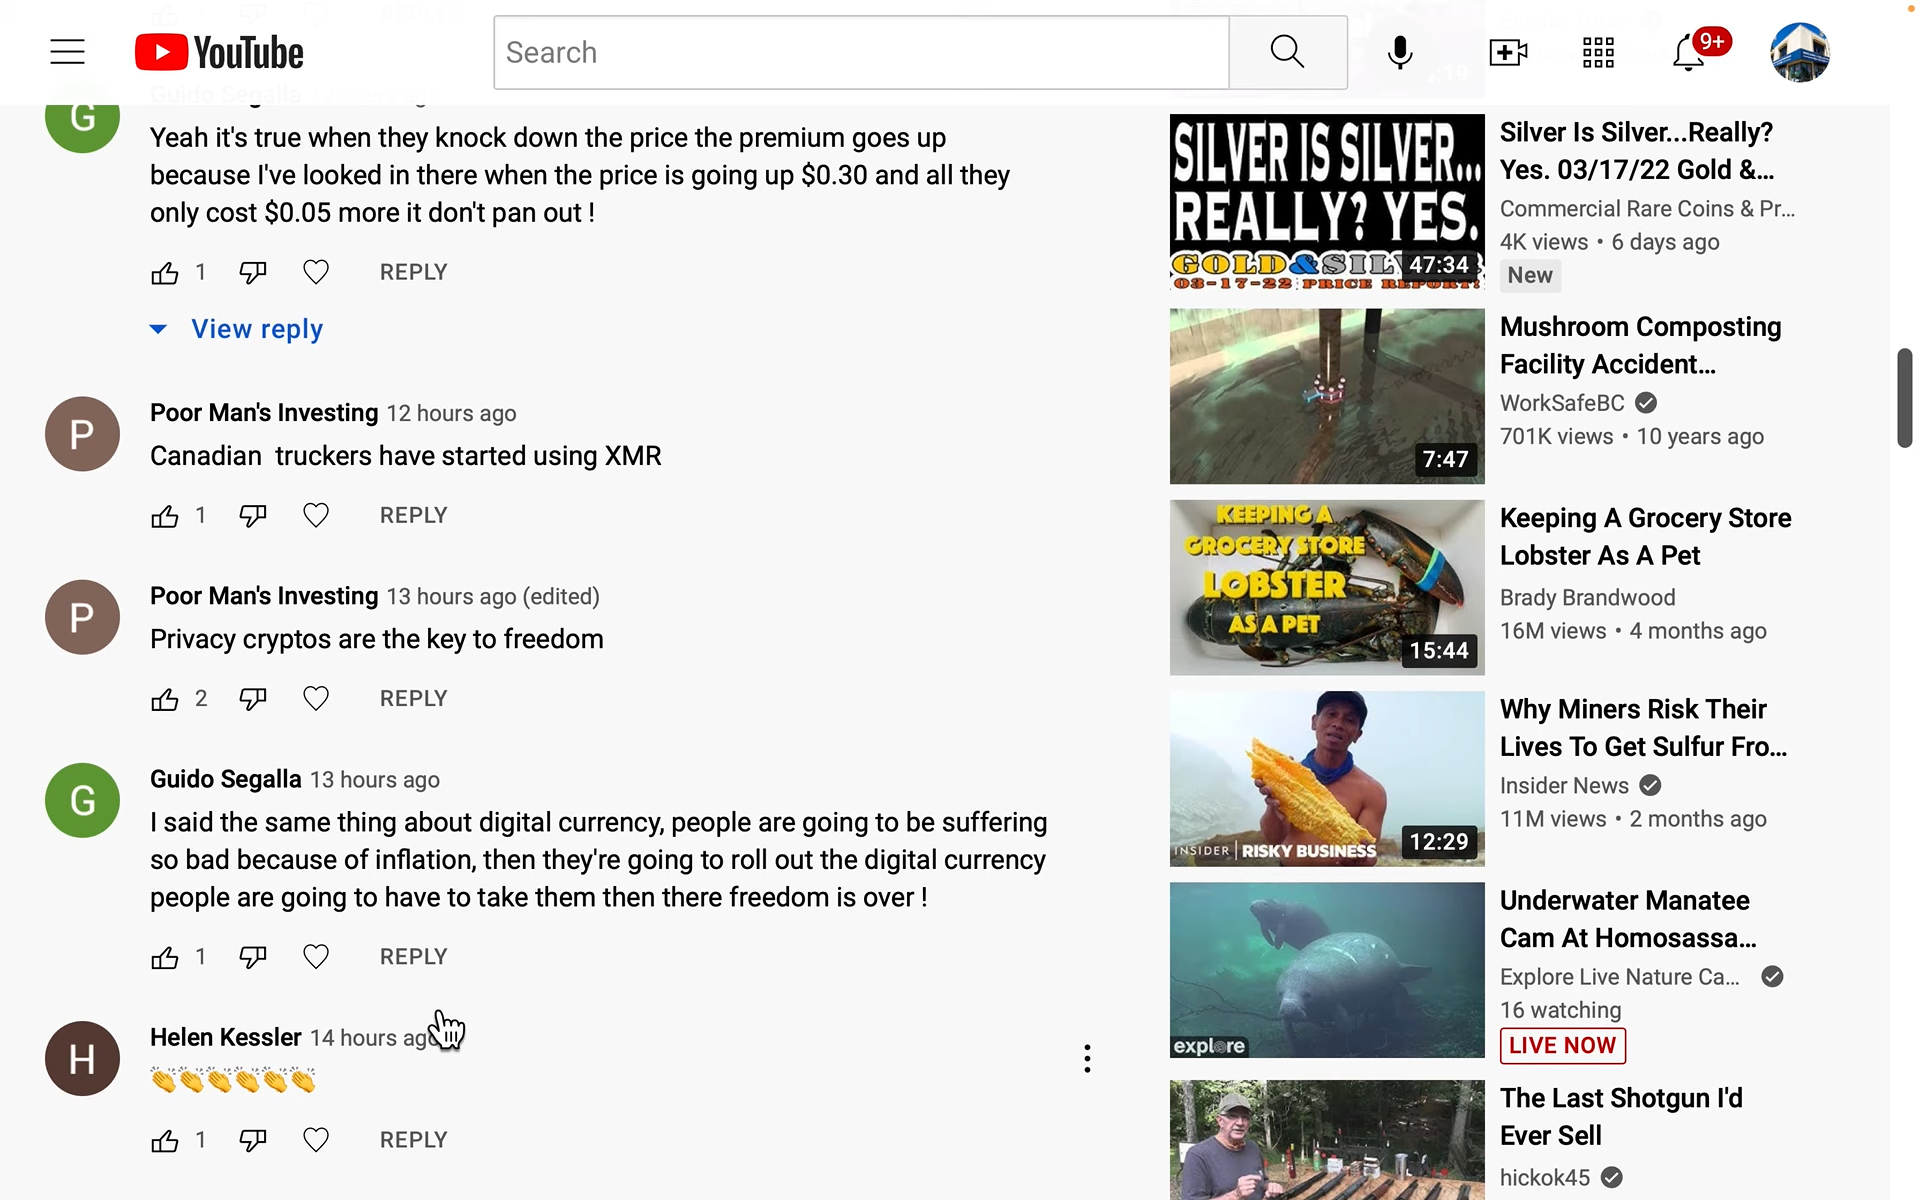 YouTube
Search
9+
Guido Segalla
Yeah it's true when they knock down the price the premium goes up
because I've looked in there when the price is going up $0.30 and all they
only cost $0.05 more it don't pan out !
1
REPLY
View reply
P
Poor Man's Investing 12 hours ago
Canadian truckers have started using XMR
1
REPLY
P
Poor Man's Investing 13 hours ago (edited)
Privacy cryptos are the key to freedom
2
REPLY
G
Guido Segalla 13 hours ago
I said the same thing about digital currency, people are going to be suffering
so bad because of inflation, then they're going to roll out the digital currency
people are going to have to take them then there freedom is over !
1
REPLY
H
Helen Kessler 14 hours ago
👏👏👏👏👏👏
1
REPLY
SILVER IS SILVER...
REALLY? YES.
GOLD&SIL
47:34
03-17-22 PRICE REPORT!
Silver Is Silver...Really?
Yes. 03/17/22 Gold &...
Commercial Rare Coins & Pr...
4K views • 6 days ago
New
7:47
Mushroom Composting
Facility Accident...
WorkSafeBC
701K views • 10 years ago
KEEPING A
GROCERY STORE
LOBSTER
AS A PET
15:44
Keeping A Grocery Store
Lobster As A Pet
Brady Brandwood
16M views • 4 months ago
INSIDER | RISKY BUSINESS
12:29
Why Miners Risk Their
Lives To Get Sulfur Fro...
Insider News
11M views • 2 months ago
explore
Underwater Manatee
Cam At Homosassa...
Explore Live Nature Ca...
16 watching
LIVE NOW
The Last Shotgun I'd
Ever Sell
hickok45